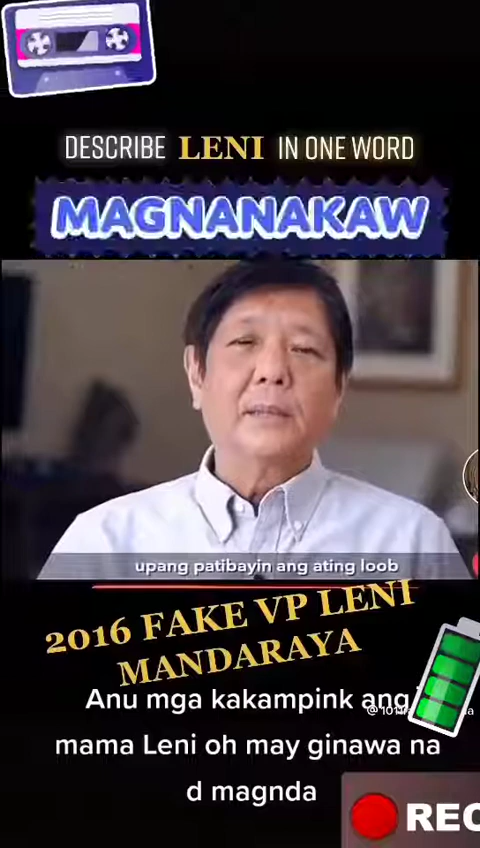 DESCRIBE LENI IN ONE WORD
MAGNANAKAW
upang patibayin ang ating loob
2016 FAKE VP LENI
MANDARAYA
Anu mga kakampink ang
mama Leni oh may ginawa na
d magnda
REC